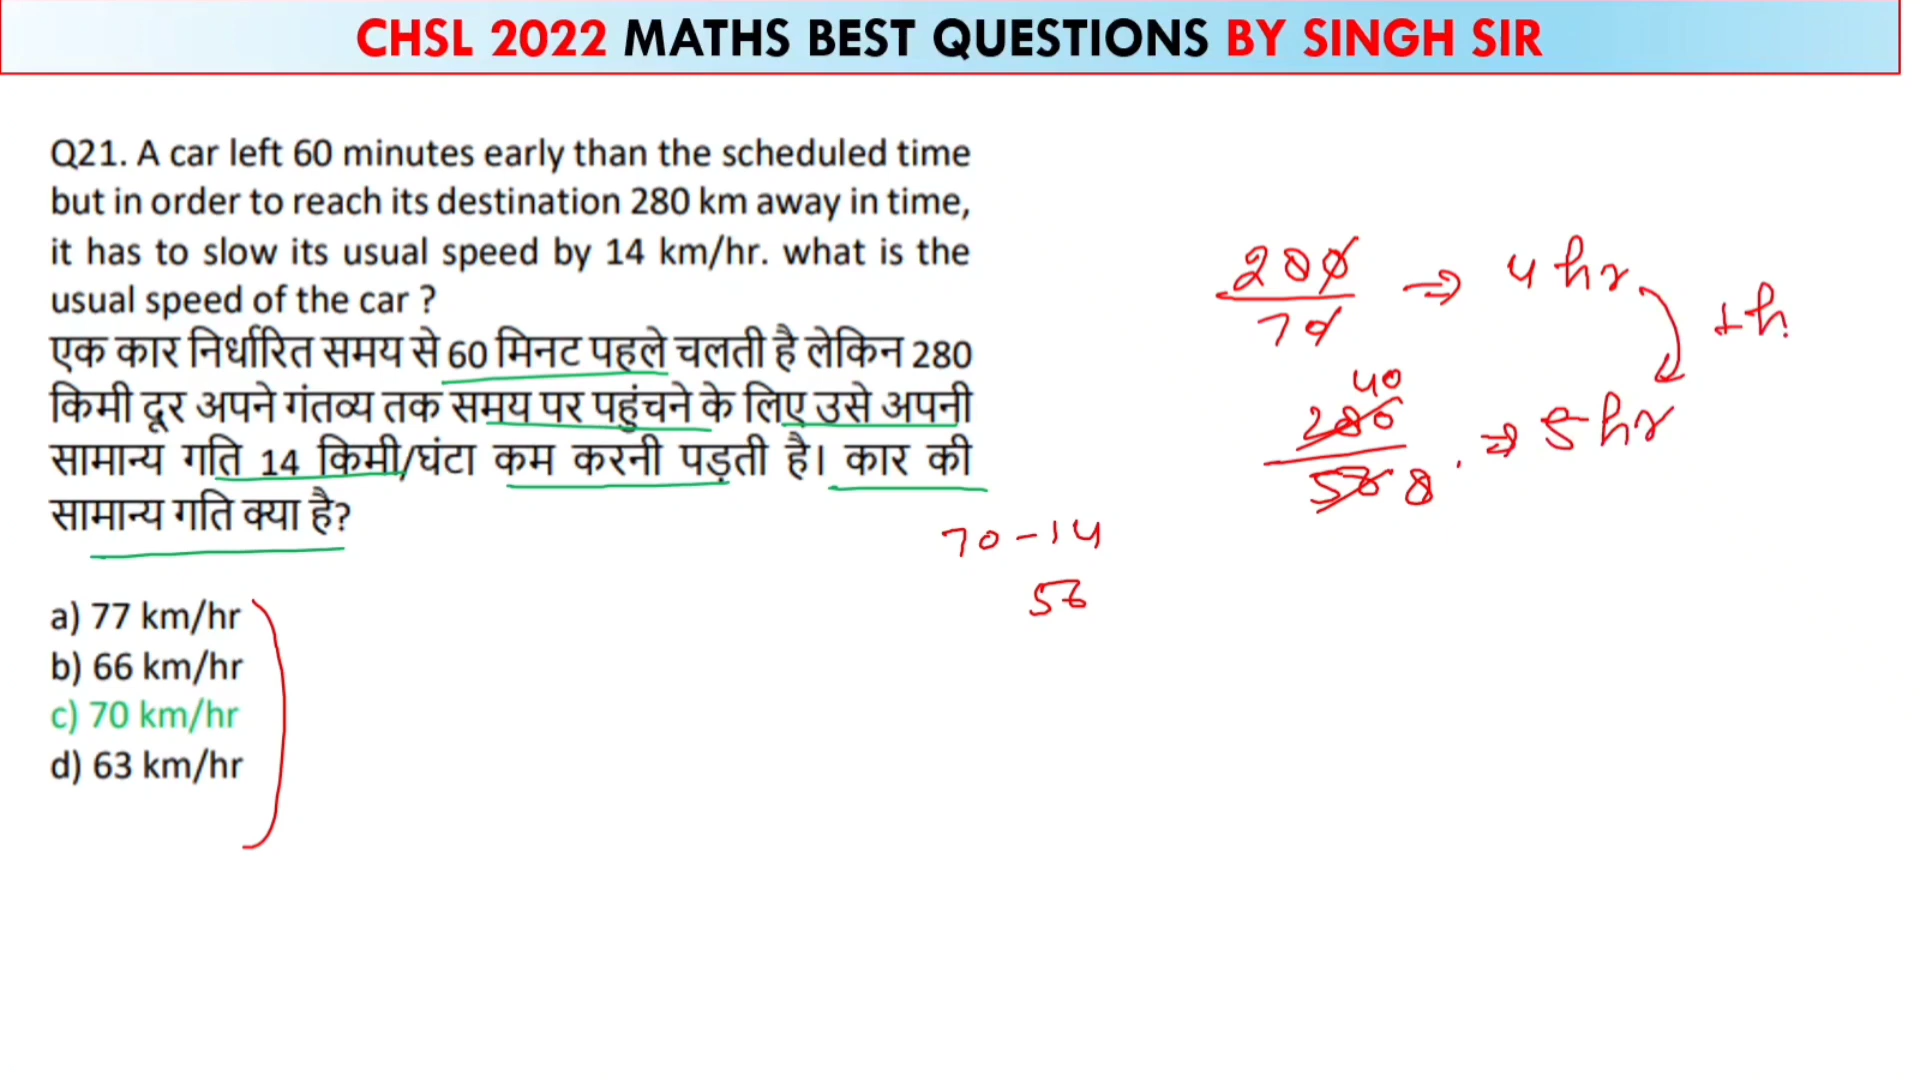 CHSL 2022 MATHS BEST QUESTIONS BY SINGH SIR
Q21. A car left 60 minutes early than the scheduled time
but in order to reach its destination 280 km away in time,
it has to slow its usual speed by 14 km/hr. what is the
usual speed of the car ?
एक कार निर्धारित समय से 60 मिनट पहले चलती है लेकिन 280
किमी दूर अपने गंतव्य तक समय पर पहुंचने के लिए उसे अपनी
सामान्य गति 14 किमी/घंटा कम करनी पड़ती है। कार की
सामान्य गति क्या है?
a) 77 km/hr
b) 66 km/hr
c) 70 km/hr
d) 63 km/hr
280
70
⇒ 4 hr
1h
40
280
56 8
⇒ 5 hr
70-14
56